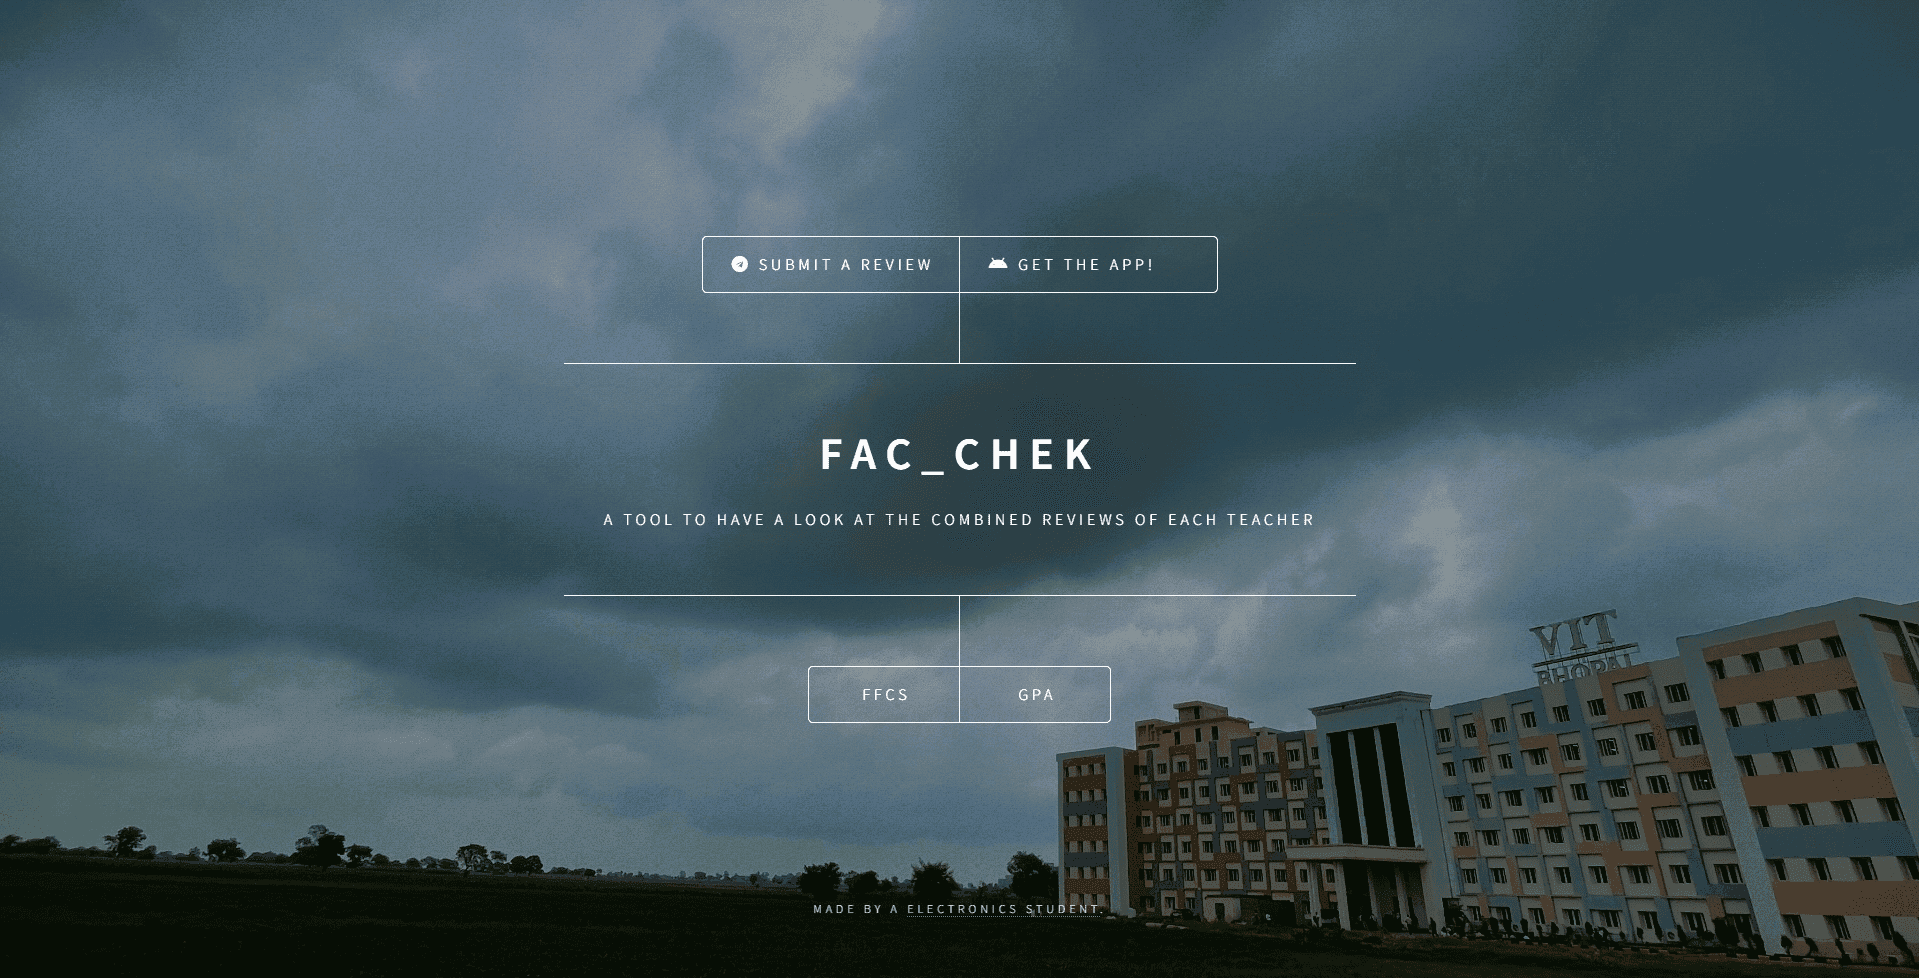 SUBMIT A REVIEW
GET THE APP!
FAC_CHEK
A TOOL TO HAVE A LOOK AT THE COMBINED REVIEWS OF EACH TEACHER
FFCS
GPA
VIT
BHOPAL
MADE BY A ELECTRONICS STUDENT.